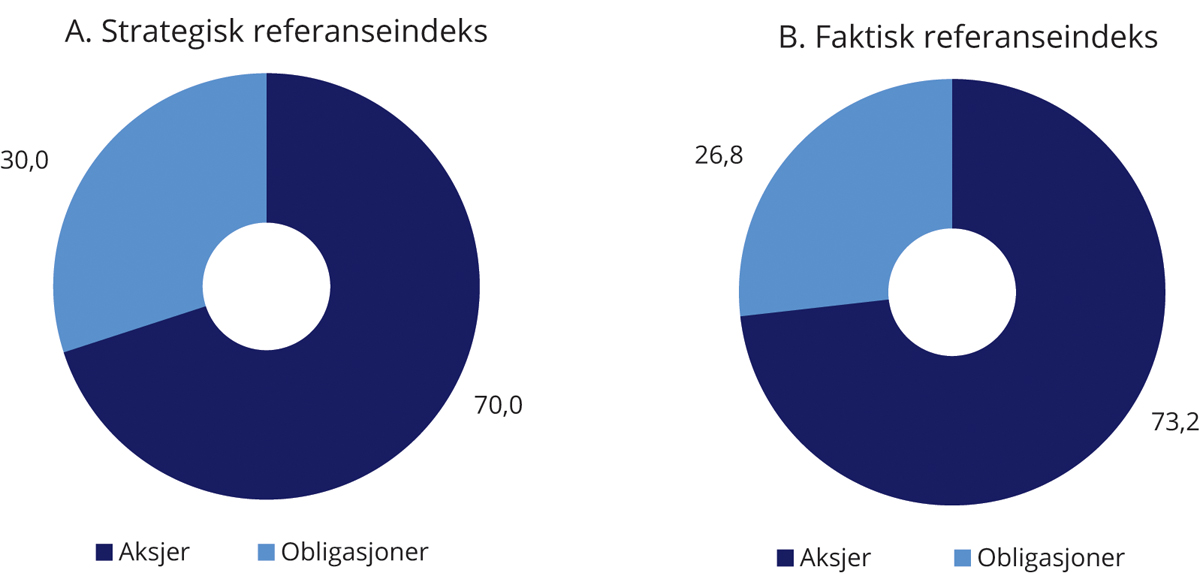 A. Strategisk referanseindeks
30,0
70,0
Aksjer
Obligasjoner
B. Faktisk referanseindeks
26,8
73,2
Aksjer
Obligasjoner